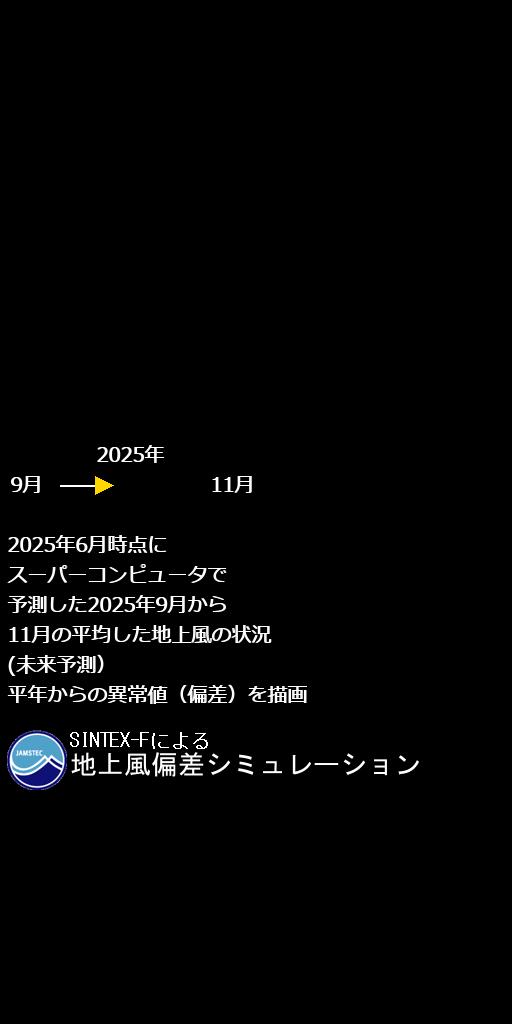 2025年
9月 11月
2025年6月時点に
スーパーコンピュータで
予測した2025年9月から
11月の平均した地上風の状況
(未来予測）
平年からの異常値（偏差）を描画
SINTEX-Fによる
JAMSTEC
地上風偏差シミュレーション